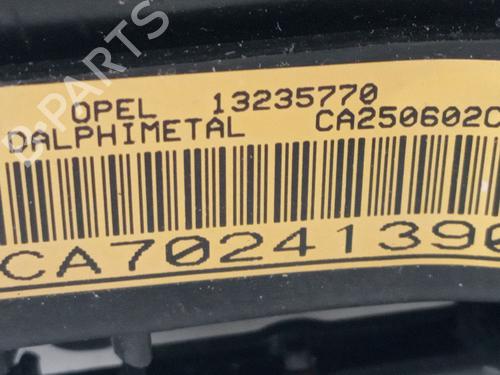 B-PARTS
OPEL 13235770
DALPHIMETAL CA250602C
CA70241390